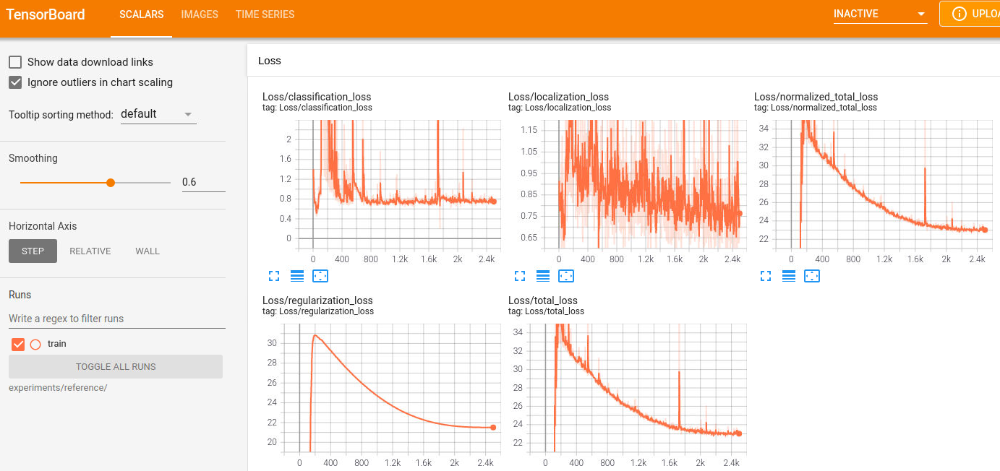 TensorBoard SCALARS IMAGES TIME SERIES INACTIVE UPLOA
Show data download links
Ignore outliers in chart scaling
Tooltip sorting method: default
Smoothing
0.6
Horizontal Axis
STEP RELATIVE WALL
Runs
Write a regex to filter runs
train
TOGGLE ALL RUNS
experiments/reference/
Loss
Loss/classification_loss
tag: Loss/classification_loss
2
1.6
1.2
0.8
0.4
0
0 400 800 1.2k 1.6k 2k 2.4k
Loss/localization_loss
tag: Loss/localization_loss
1.15
1.05
0.95
0.85
0.75
0.65
0 400 800 1.2k 1.6k 2k 2.4k
Loss/normalized_total_loss
tag: Loss/normalized_total_loss
34
32
30
28
26
24
22
0 400 800 1.2k 1.6k 2k 2.4k
Loss/regularization_loss
tag: Loss/regularization_loss
30
28
26
24
22
20
0 400 800 1.2k 1.6k 2k 2.4k
Loss/total_loss
tag: Loss/total_loss
34
32
30
28
26
24
22
0 400 800 1.2k 1.6k 2k 2.4k